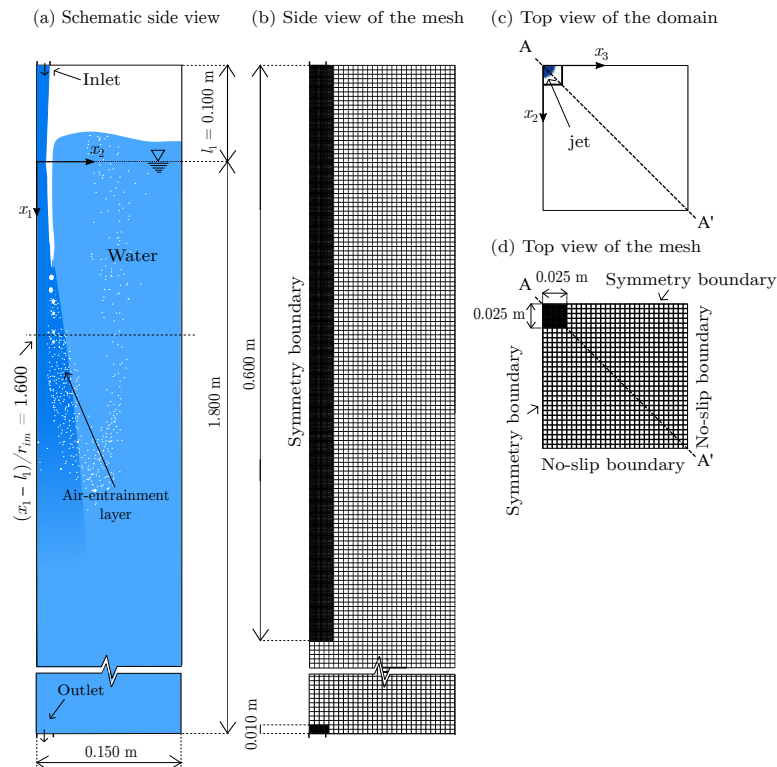 (a) Schematic side view
Inlet
l₁ = 0.100 m
x₂
x₁
Water
(x₁ − l₁)/r_im = 1.600
Air-entrainment
layer
1.800 m
Outlet
0.150 m
(b) Side view of the mesh
Symmetry boundary
0.600 m
0.010 m
(c) Top view of the domain
A
x₃
x₂
jet
A'
(d) Top view of the mesh
0.025 m
A
Symmetry boundary
0.025 m
Symmetry boundary
No-slip boundary
No-slip boundary
A'